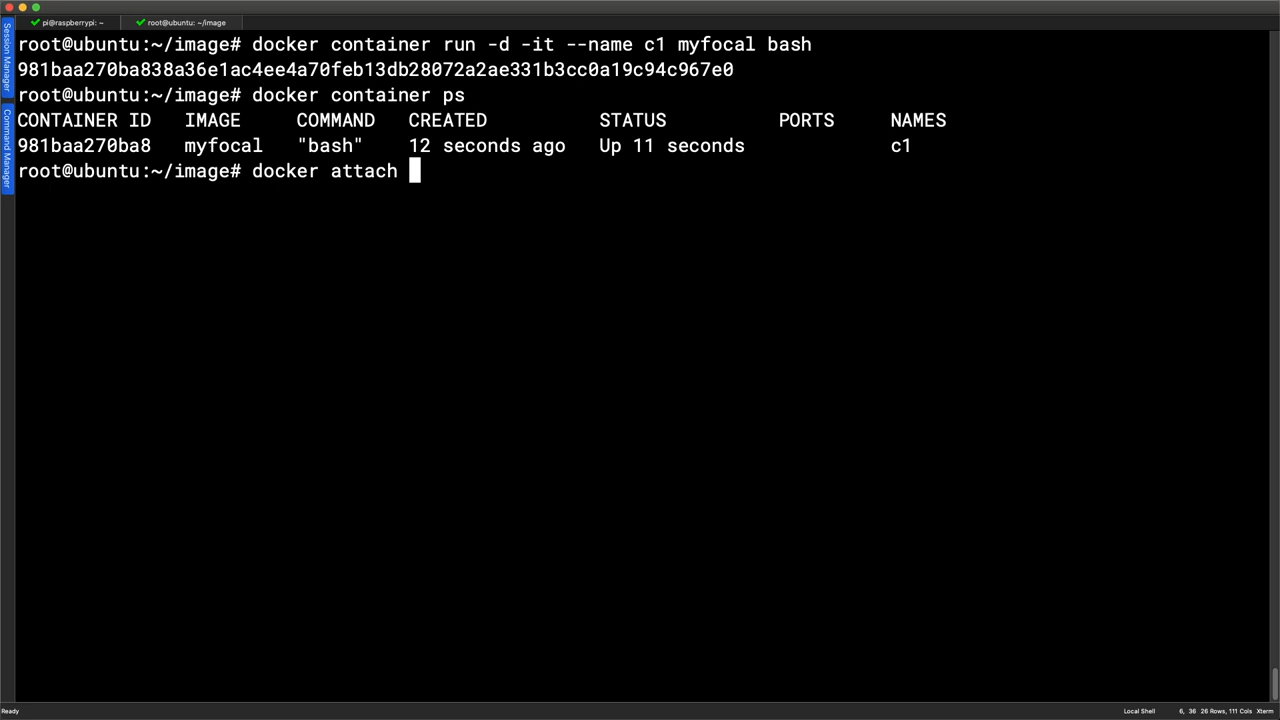 pi@raspberrypi: ~
root@ubuntu: ~/image
Session Manager
Command Manager
root@ubuntu:~/image# docker container run -d -it --name c1 myfocal bash
981baa270ba838a36e1ac4ee4a70feb13db28072a2ae331b3cc0a19c94c967e0
root@ubuntu:~/image# docker container ps
CONTAINER ID IMAGE COMMAND CREATED STATUS PORTS NAMES
981baa270ba8 myfocal "bash" 12 seconds ago Up 11 seconds c1
root@ubuntu:~/image# docker attach
Ready Local Shell 6, 36 26 Rows, 111 Cols Xterm